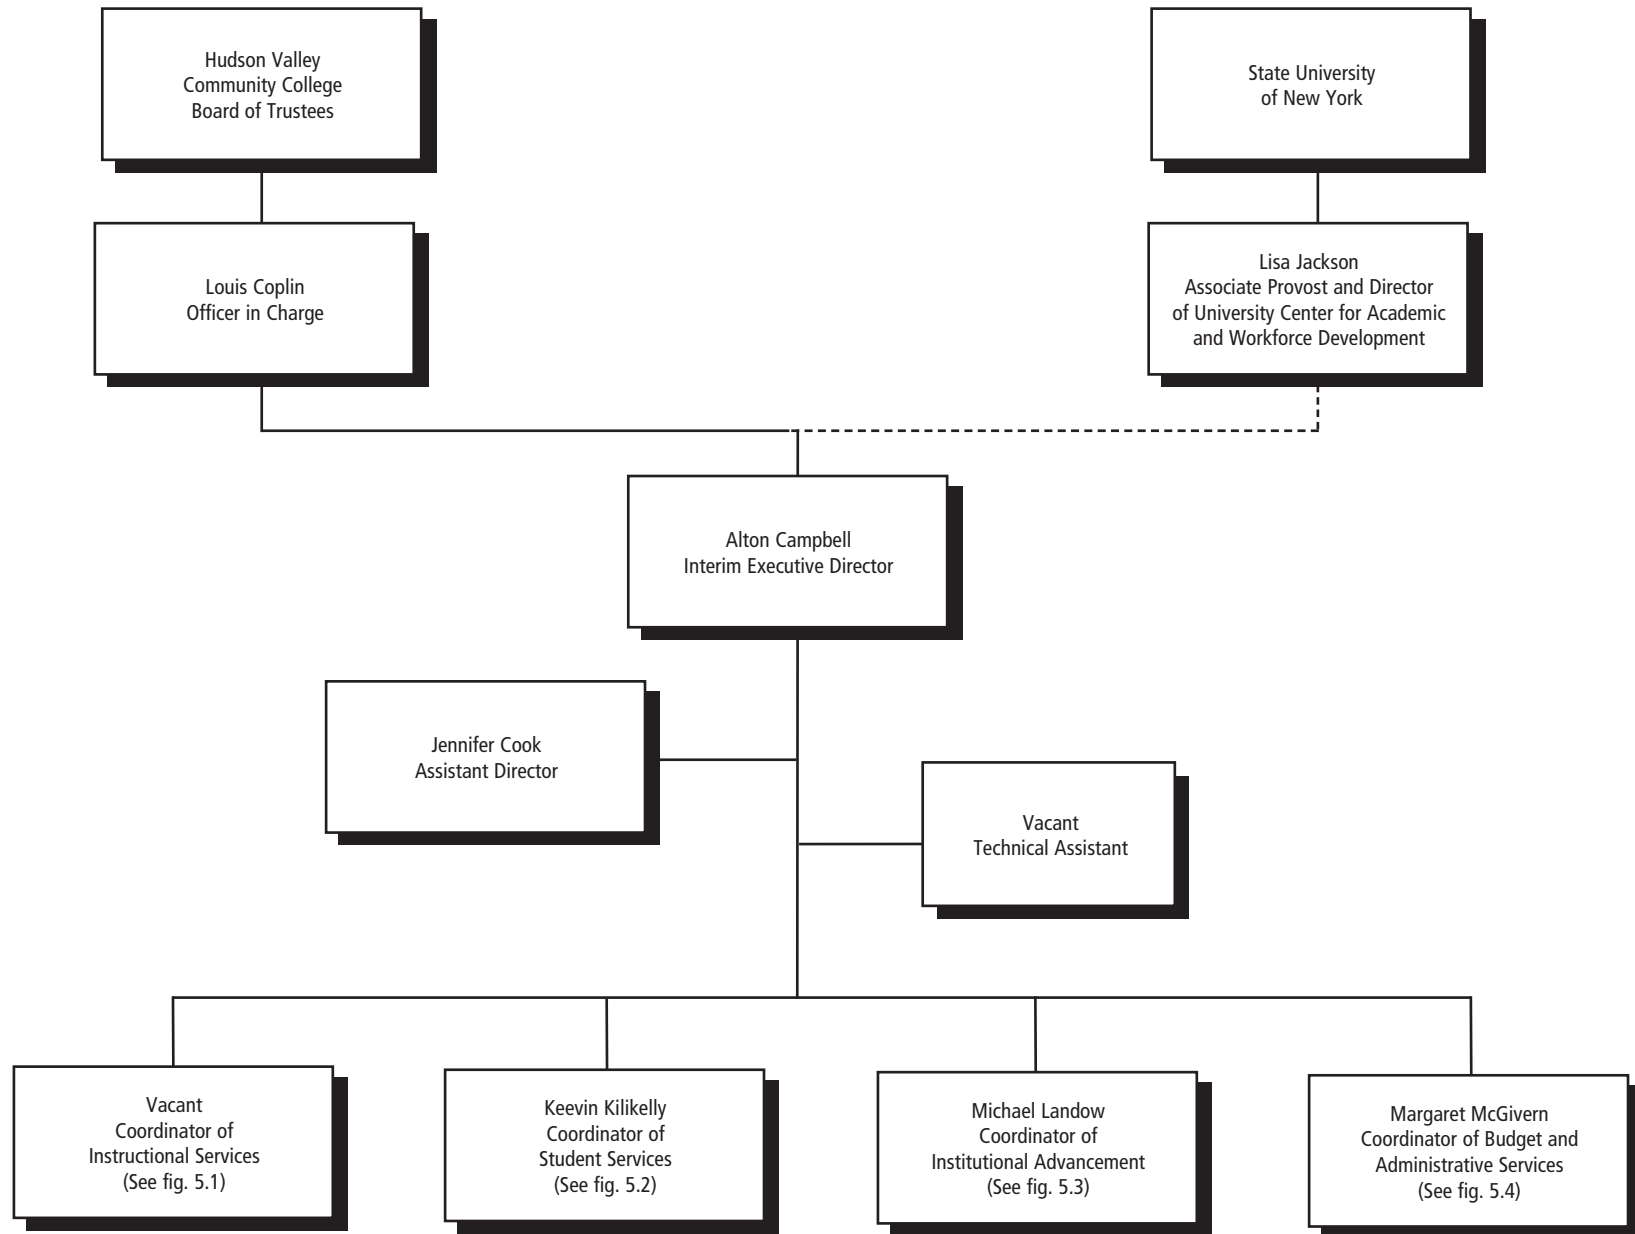 Hudson Valley
Community College
Board of Trustees
State University
of New York
Louis Coplin
Officer in Charge
Lisa Jackson
Associate Provost and Director
of University Center for Academic
and Workforce Development
Alton Campbell
Interim Executive Director
Jennifer Cook
Assistant Director
Vacant
Technical Assistant
Vacant
Coordinator of
Instructional Services
(See fig. 5.1)
Keevin Kilikelly
Coordinator of
Student Services
(See fig. 5.2)
Michael Landow
Coordinator of
Institutional Advancement
(See fig. 5.3)
Margaret McGivern
Coordinator of Budget and
Administrative Services
(See fig. 5.4)